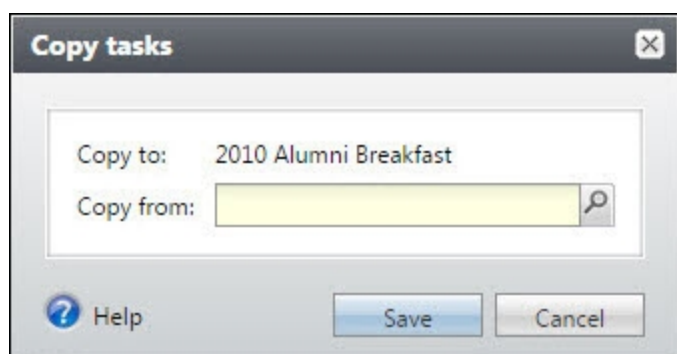 Copy tasks
Copy to: 2010 Alumni Breakfast
Copy from:
Help Save Cancel